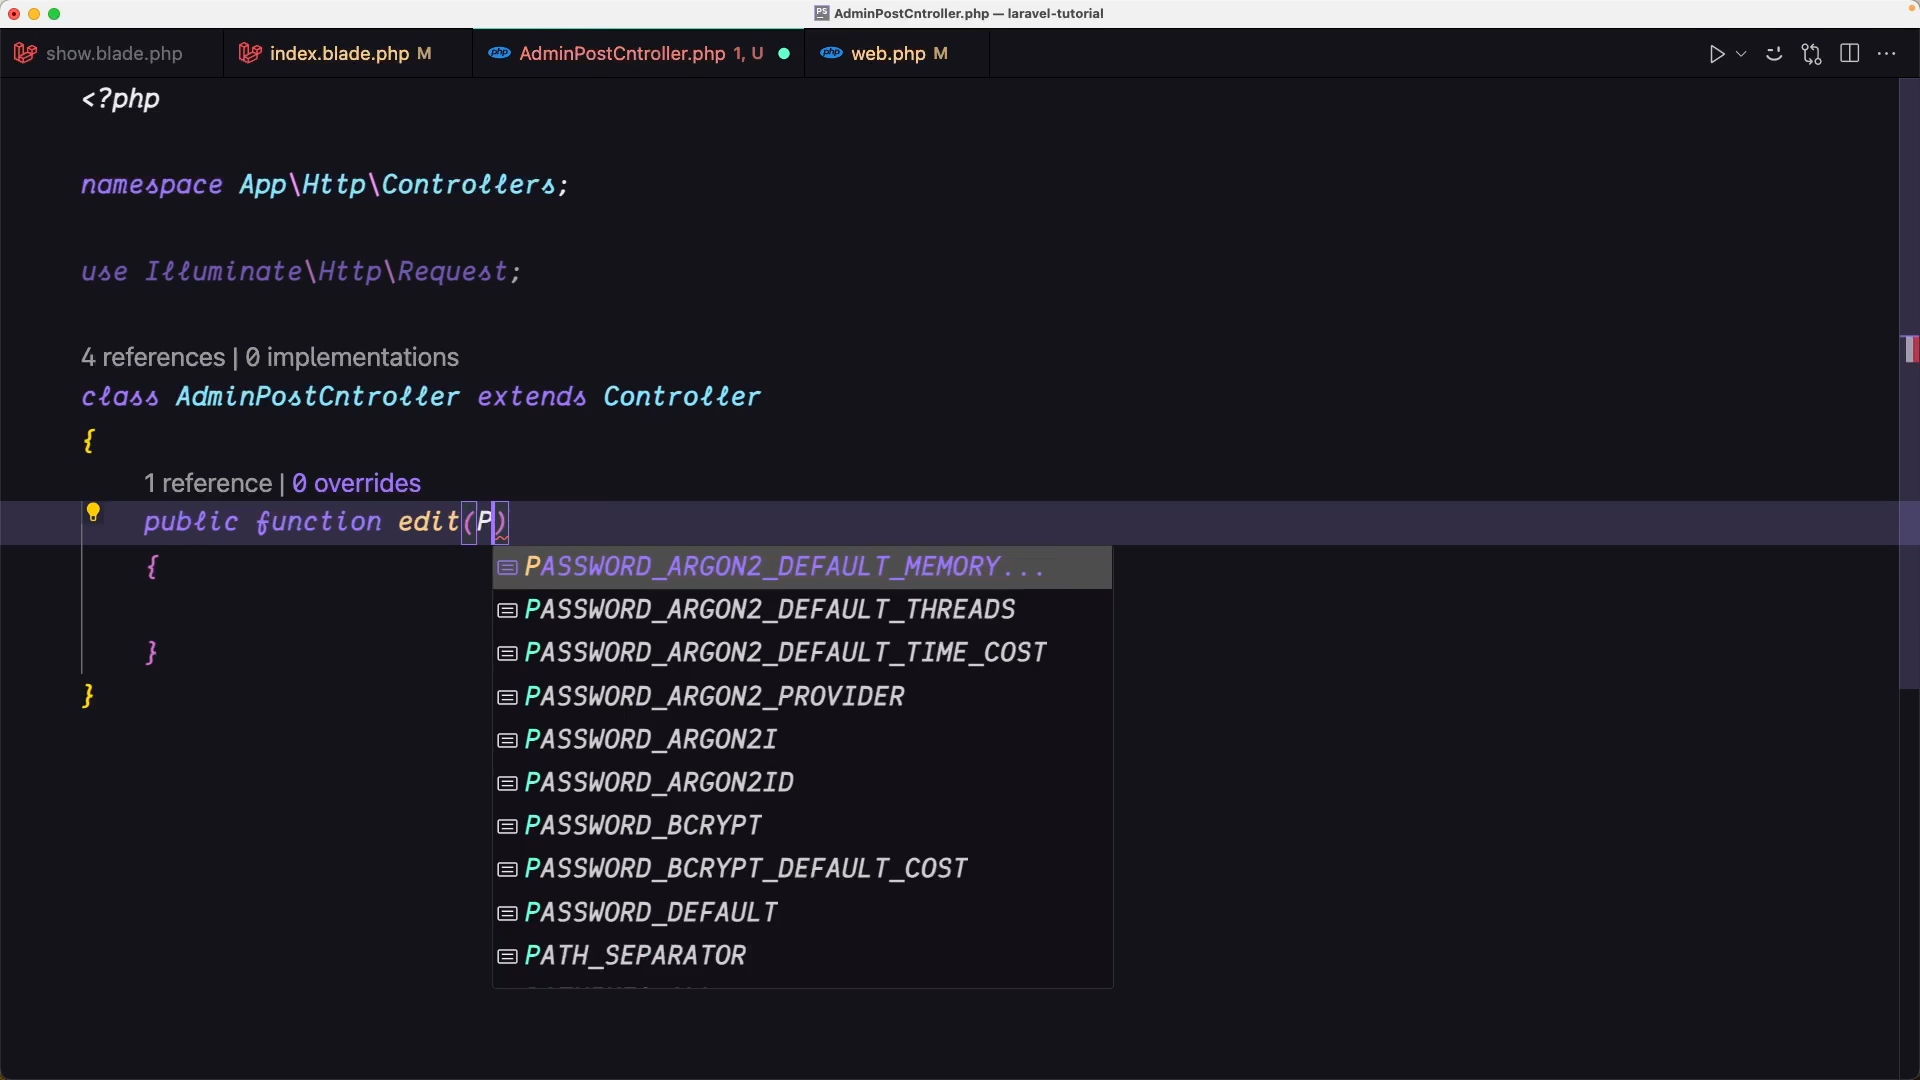 AdminPostCntroller.php — laravel-tutorial
show.blade.php index.blade.php M AdminPostCntroller.php 1, U web.php M
<?php
namespace App\Http\Controllers;
use Illuminate\Http\Request;
4 references | 0 implementations
class AdminPostCntroller extends Controller
{
1 reference | 0 overrides
public function edit(P)
{
PASSWORD_ARGON2_DEFAULT_MEMORY...
PASSWORD_ARGON2_DEFAULT_THREADS
}
PASSWORD_ARGON2_DEFAULT_TIME_COST
}
PASSWORD_ARGON2_PROVIDER
PASSWORD_ARGON2I
PASSWORD_ARGON2ID
PASSWORD_BCRYPT
PASSWORD_BCRYPT_DEFAULT_COST
PASSWORD_DEFAULT
PATH_SEPARATOR